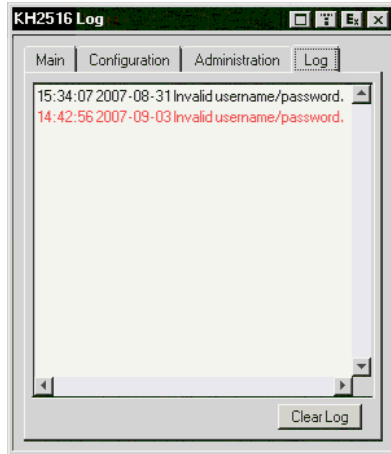 KH2516 Log
Ex
Main Configuration Administration Log
15:34:07 2007-08-31 Invalid username/password.
14:42:56 2007-09-03 Invalid username/password.
Clear Log